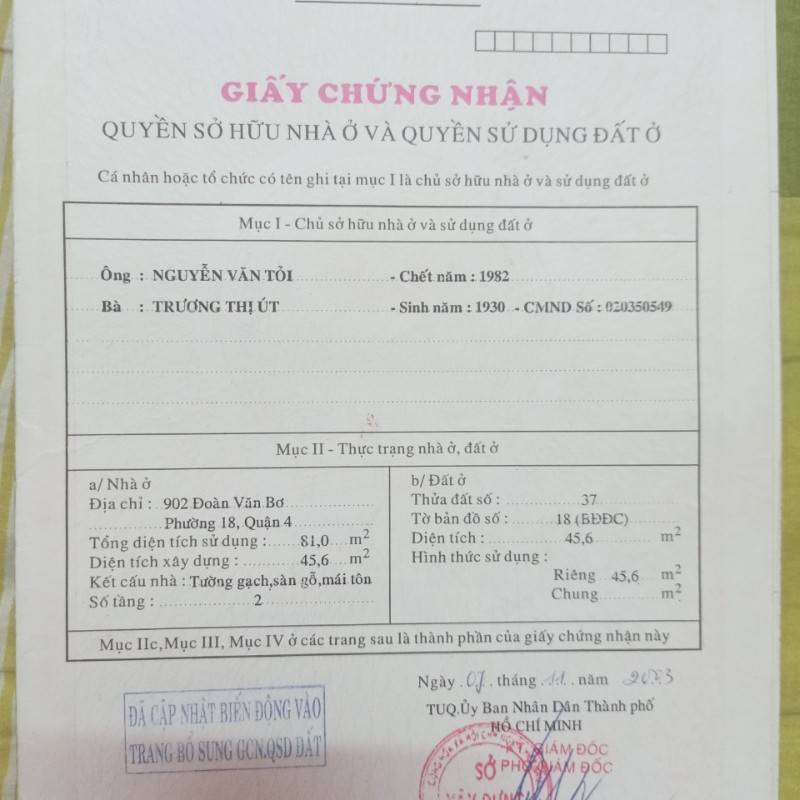 GIẤY CHỨNG NHẬN
QUYỀN SỞ HỮU NHÀ Ở VÀ QUYỀN SỬ DỤNG ĐẤT Ở
Cá nhân hoặc tổ chức có tên ghi tại mục I là chủ sở hữu nhà ở và sử dụng đất ở
Mục I - Chủ sở hữu nhà ở và sử dụng đất ở
Ông : NGUYỄN VĂN TỎI - Chết năm : 1982
Bà : TRƯƠNG THỊ ÚT - Sinh năm : 1930 - CMND Số : 020350549
Mục II - Thực trạng nhà ở, đất ở
a/ Nhà ở
Địa chỉ : 902 Đoàn Văn Bơ
Phường 18, Quận 4
Tổng diện tích sử dụng : 81,0 m2
Diện tích xây dựng : 45,6 m2
Kết cấu nhà : Tường gạch,sàn gỗ,mái tôn
Số tầng : 2
b/ Đất ở
Thửa đất số : 37
Tờ bản đồ số : 18 (BĐĐC)
Diện tích : 45,6 m2
Hình thức sử dụng :
Riêng 45,6 m2
Chung m2
Mục IIc,Mục III, Mục IV ở các trang sau là thành phần của giấy chứng nhận này
Ngày 07 tháng 11 năm 2003
TUQ.Ủy Ban Nhân Dân Thành phố
HỒ CHÍ MINH
KT. GIÁM ĐỐC
PHÓ GIÁM ĐỐC
SỞ
XÂY DỰNG
ĐÃ CẬP NHẬT BIẾN ĐỘNG VÀO
TRANG BỔ SUNG GCN.QSD ĐẤT